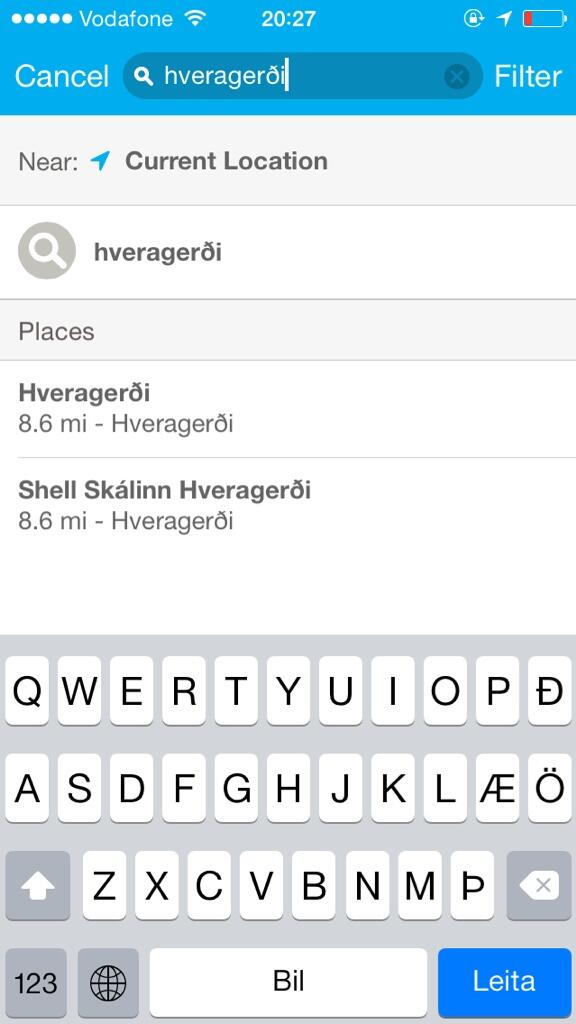 Vodafone 20:27
Cancel hveragerði Filter
Near: Current Location
hveragerði
Places
Hveragerði
8.6 mi - Hveragerði
Shell Skálinn Hveragerði
8.6 mi - Hveragerði
Q W E R T Y U I O P Ð
A S D F G H J K L Æ Ö
Z X C V B N M Þ
123 Bil Leita